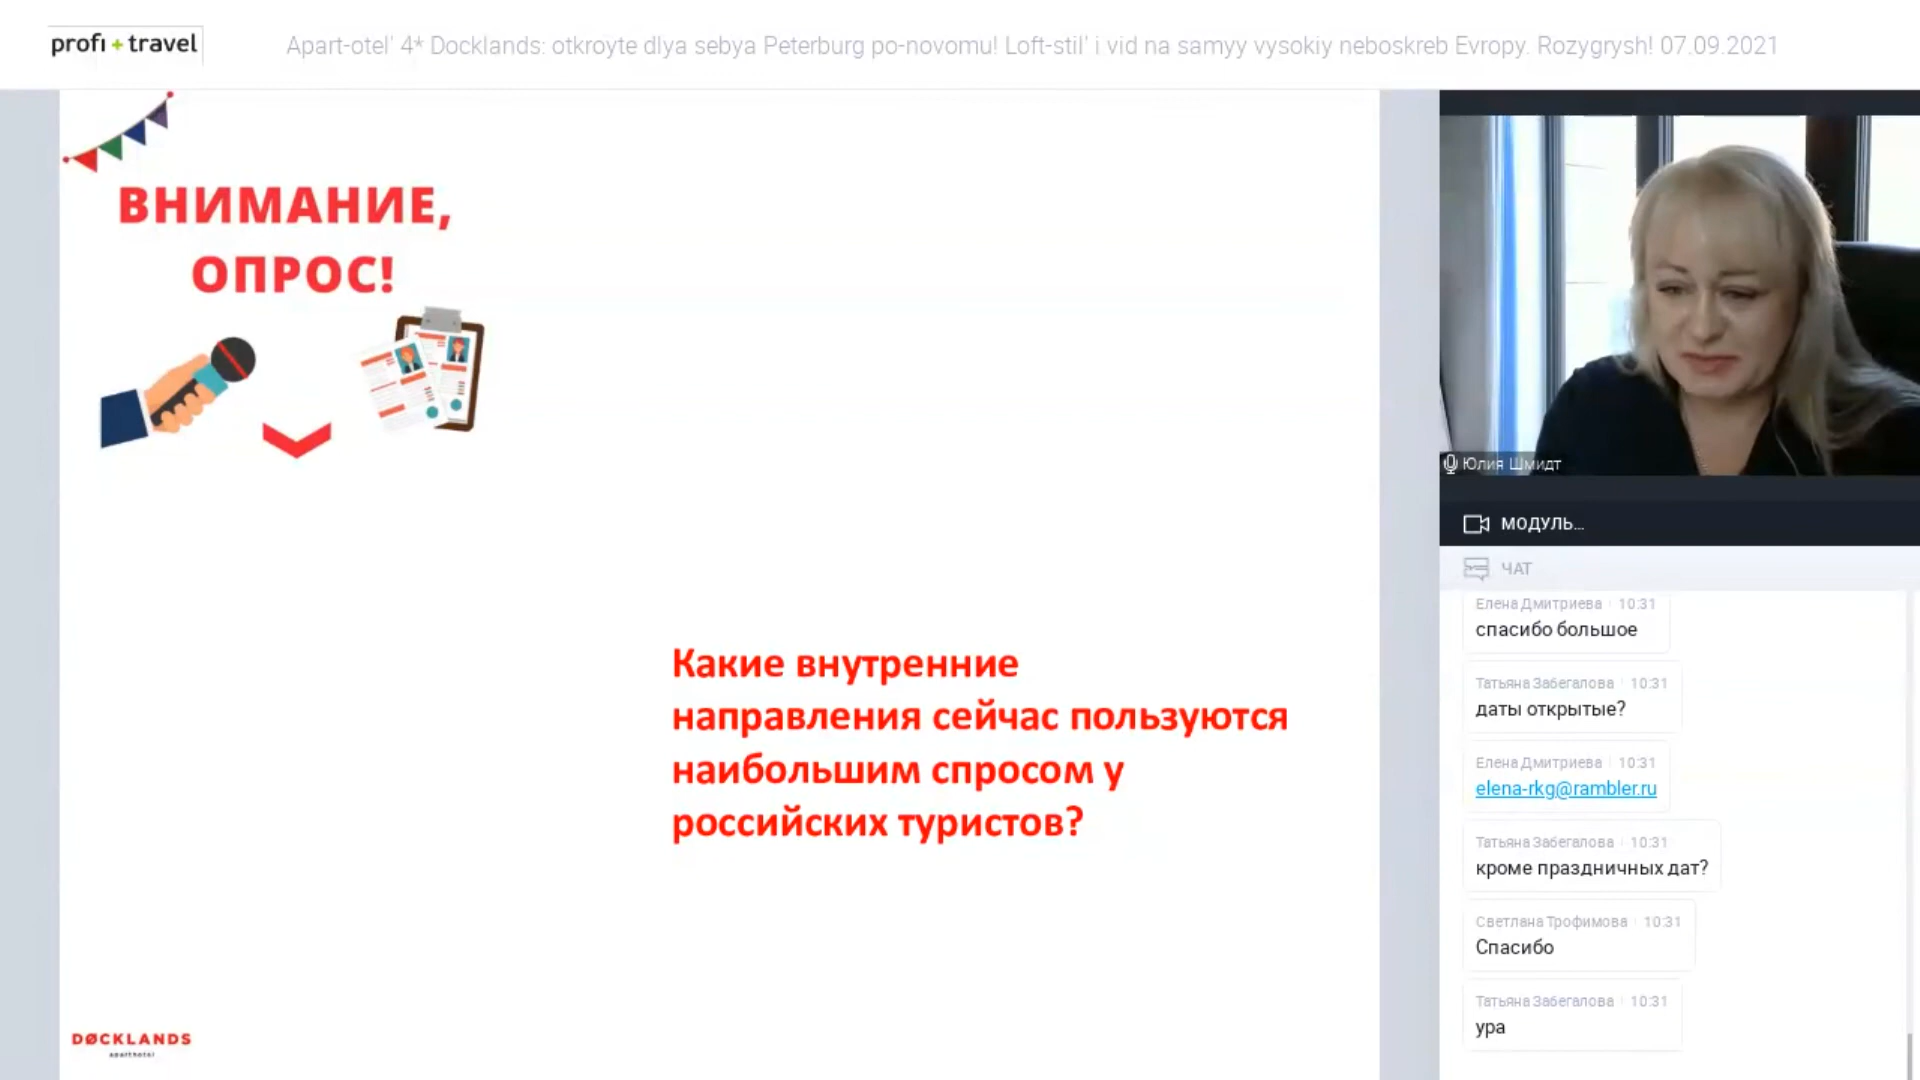 profi + travel
Apart-otel' 4* Docklands: otkroyte dlya sebya Peterburg po-novomu! Loft-stil' i vid na samyy vysokiy neboskreb Evropy. Rozygrysh! 07.09.2021
ВНИМАНИЕ,
ОПРОС!
Какие внутренние
направления сейчас пользуются
наибольшим спросом у
российских туристов?
DØCKLANDS
aparthotel
Юлия Шмидт
МОДУЛЬ...
ЧАТ
Елена Дмитриева 10:31
спасибо большое
Татьяна Забегалова 10:31
даты открытые?
Елена Дмитриева 10:31
elena-rkg@rambler.ru
Татьяна Забегалова 10:31
кроме праздничных дат?
Светлана Трофимова 10:31
Спасибо
Татьяна Забегалова 10:31
ура